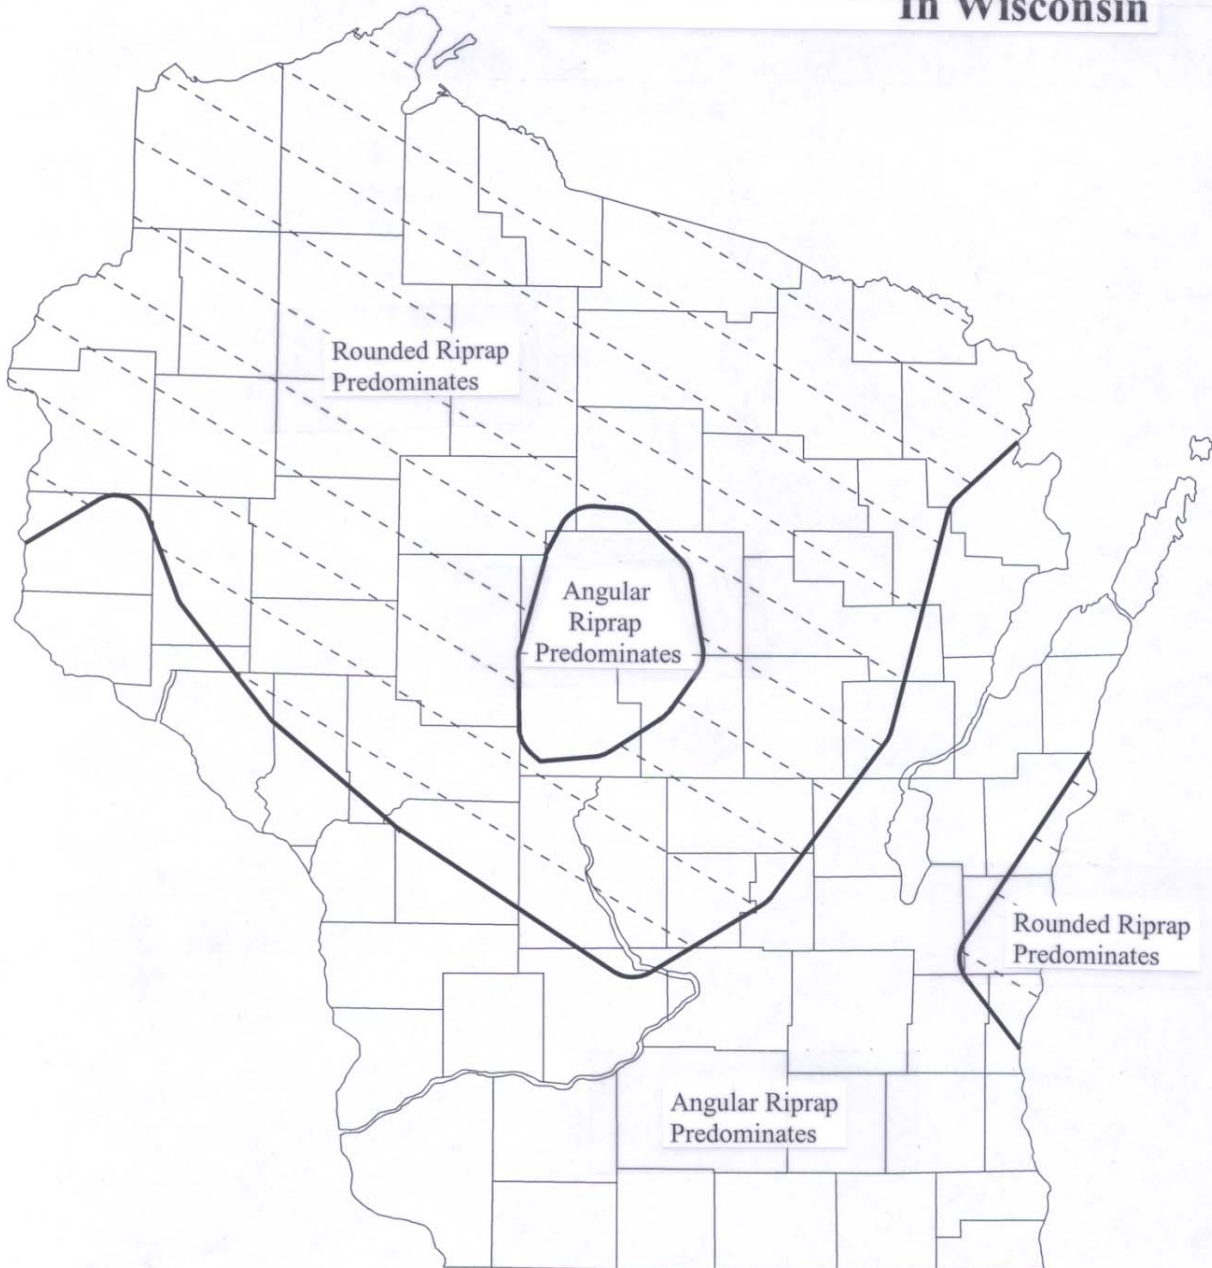 In Wisconsin
Rounded Riprap
Predominates
Angular
Riprap
Predominates
Rounded Riprap
Predominates
Angular Riprap
Predominates